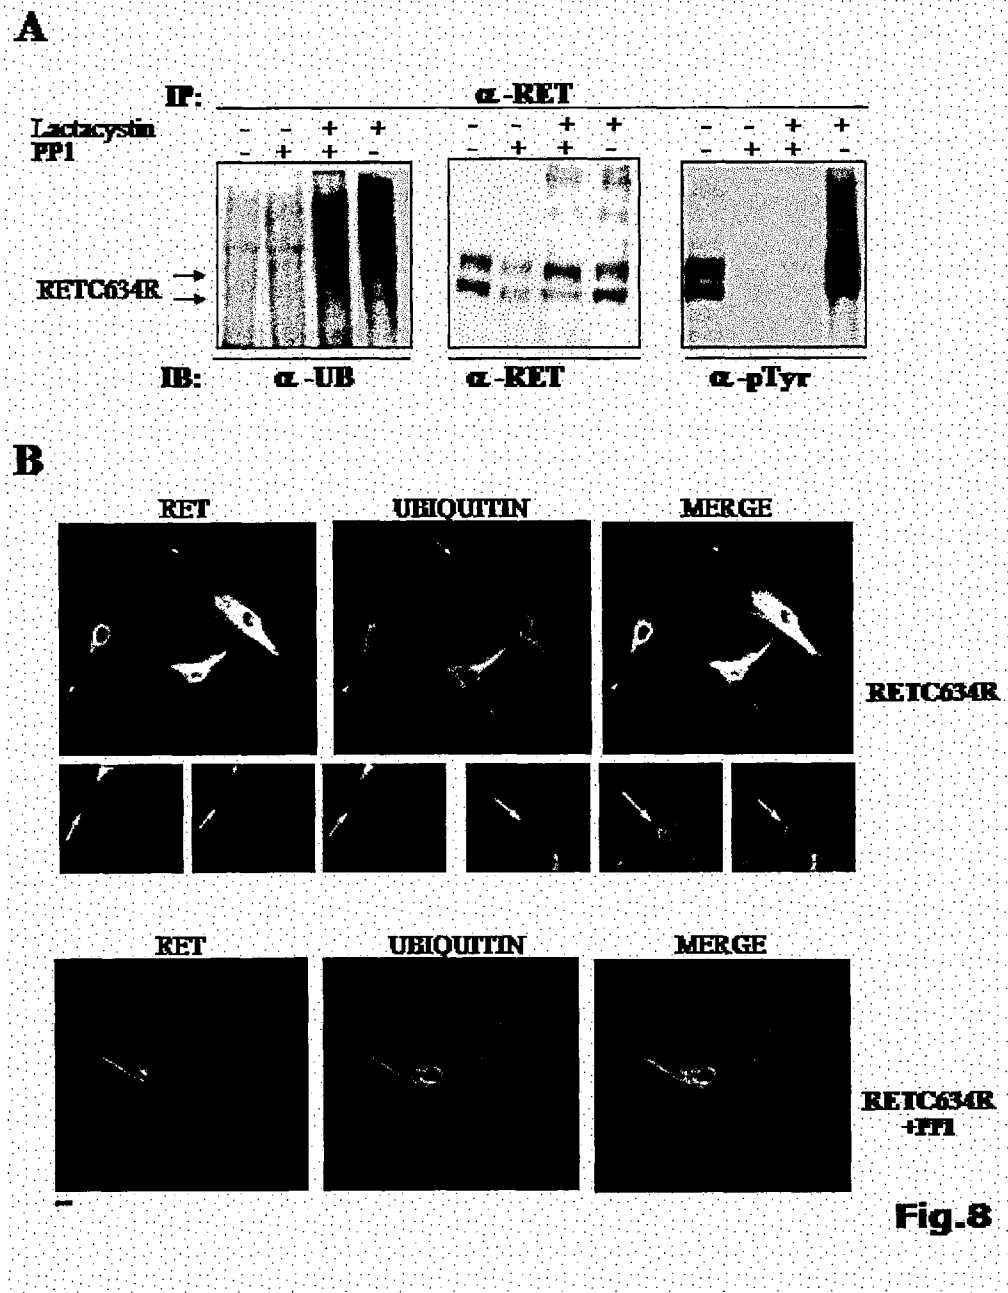 A
IP: α-RET
Lactacystin - - + + - - + + - - + +
PP1 - + + - - + + - - + + -
RETC634R
IB: α-UB α-RET α-pTyr
B
RET UBIQUITIN MERGE
RETC634R
RET UBIQUITIN MERGE
RETC634R
+PP1
Fig.8